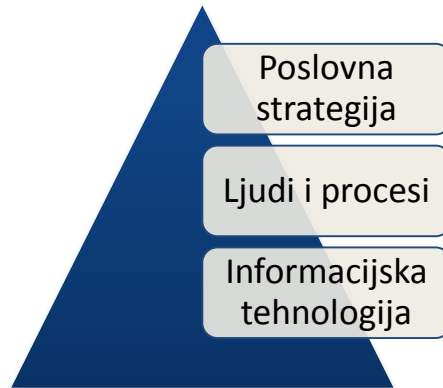 Poslovna
strategija
Ljudi i procesi
Informacijska
tehnologija